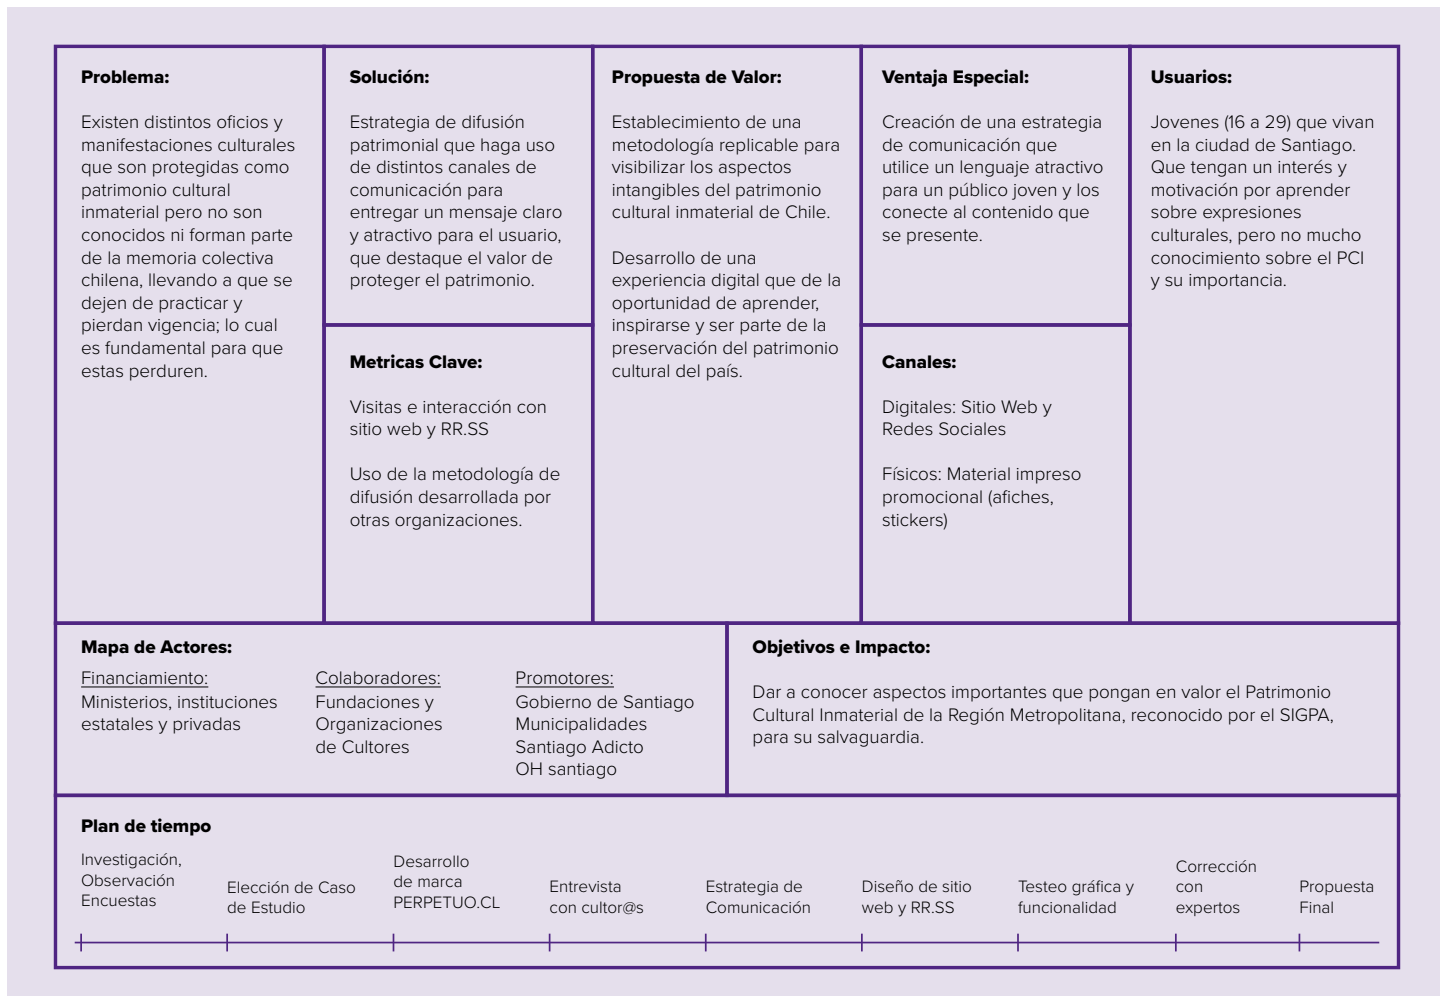 Problema:
Existen distintos oficios y
manifestaciones culturales
que son protegidas como
patrimonio cultural
inmaterial pero no son
conocidos ni forman parte
de la memoria colectiva
chilena, llevando a que se
dejen de practicar y
pierdan vigencia; lo cual
es fundamental para que
estas perduren.
Solución:
Estrategia de difusión
patrimonial que haga uso
de distintos canales de
comunicación para
entregar un mensaje claro
y atractivo para el usuario,
que destaque el valor de
proteger el patrimonio.
Metricas Clave:
Visitas e interacción con
sitio web y RR.SS
Uso de la metodología de
difusión desarrollada por
otras organizaciones.
Propuesta de Valor:
Establecimiento de una
metodología replicable para
visibilizar los aspectos
intangibles del patrimonio
cultural inmaterial de Chile.
Desarrollo de una
experiencia digital que de la
oportunidad de aprender,
inspirarse y ser parte de la
preservación del patrimonio
cultural del país.
Ventaja Especial:
Creación de una estrategia
de comunicación que
utilice un lenguaje atractivo
para un público joven y los
conecte al contenido que
se presente.
Canales:
Digitales: Sitio Web y
Redes Sociales
Físicos: Material impreso
promocional (afiches,
stickers)
Usuarios:
Jovenes (16 a 29) que vivan
en la ciudad de Santiago.
Que tengan un interés y
motivación por aprender
sobre expresiones
culturales, pero no mucho
conocimiento sobre el PCI
y su importancia.
Mapa de Actores:
Financiamiento:
Ministerios, instituciones
estatales y privadas
Colaboradores:
Fundaciones y
Organizaciones
de Cultores
Promotores:
Gobierno de Santiago
Municipalidades
Santiago Adicto
OH santiago
Objetivos e Impacto:
Dar a conocer aspectos importantes que pongan en valor el Patrimonio
Cultural Inmaterial de la Región Metropolitana, reconocido por el SIGPA,
para su salvaguardia.
Plan de tiempo
Investigación,
Observación
Encuestas
Elección de Caso
de Estudio
Desarrollo
de marca
PERPETUO.CL
Entrevista
con cultor@s
Estrategia de
Comunicación
Diseño de sitio
web y RR.SS
Testeo gráfica y
funcionalidad
Corrección
con
expertos
Propuesta
Final